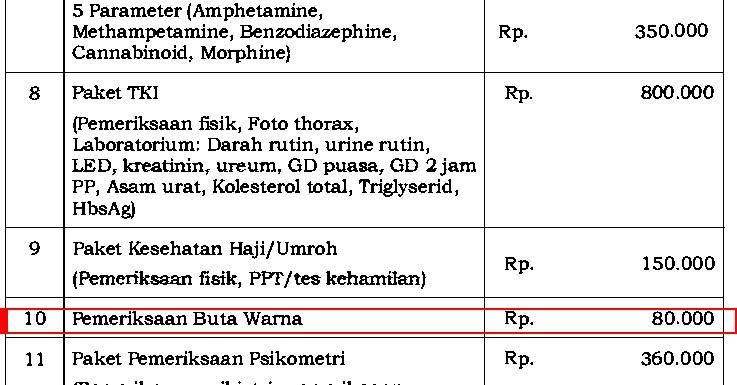 5 Parameter (Amphetamine,
Methampetamine, Benzodiazephine, Rp. 350.000
Cannabinoid, Morphine)
8 Paket TKI Rp. 800.000
(Pemeriksaan fisik, Foto thorax,
Laboratorium: Darah rutin, urine rutin,
LED, kreatinin, ureum, GD puasa, GD 2 jam
PP, Asam urat, Kolesterol total, Triglyserid,
HbsAg)
9 Paket Kesehatan Haji/Umroh
Rp. 150.000
(Pemeriksaan fisik, PPT/tes kehamilan)
10 Pemeriksaan Buta Warna Rp. 80.000
11 Paket Pemeriksaan Psikometri Rp. 360.000